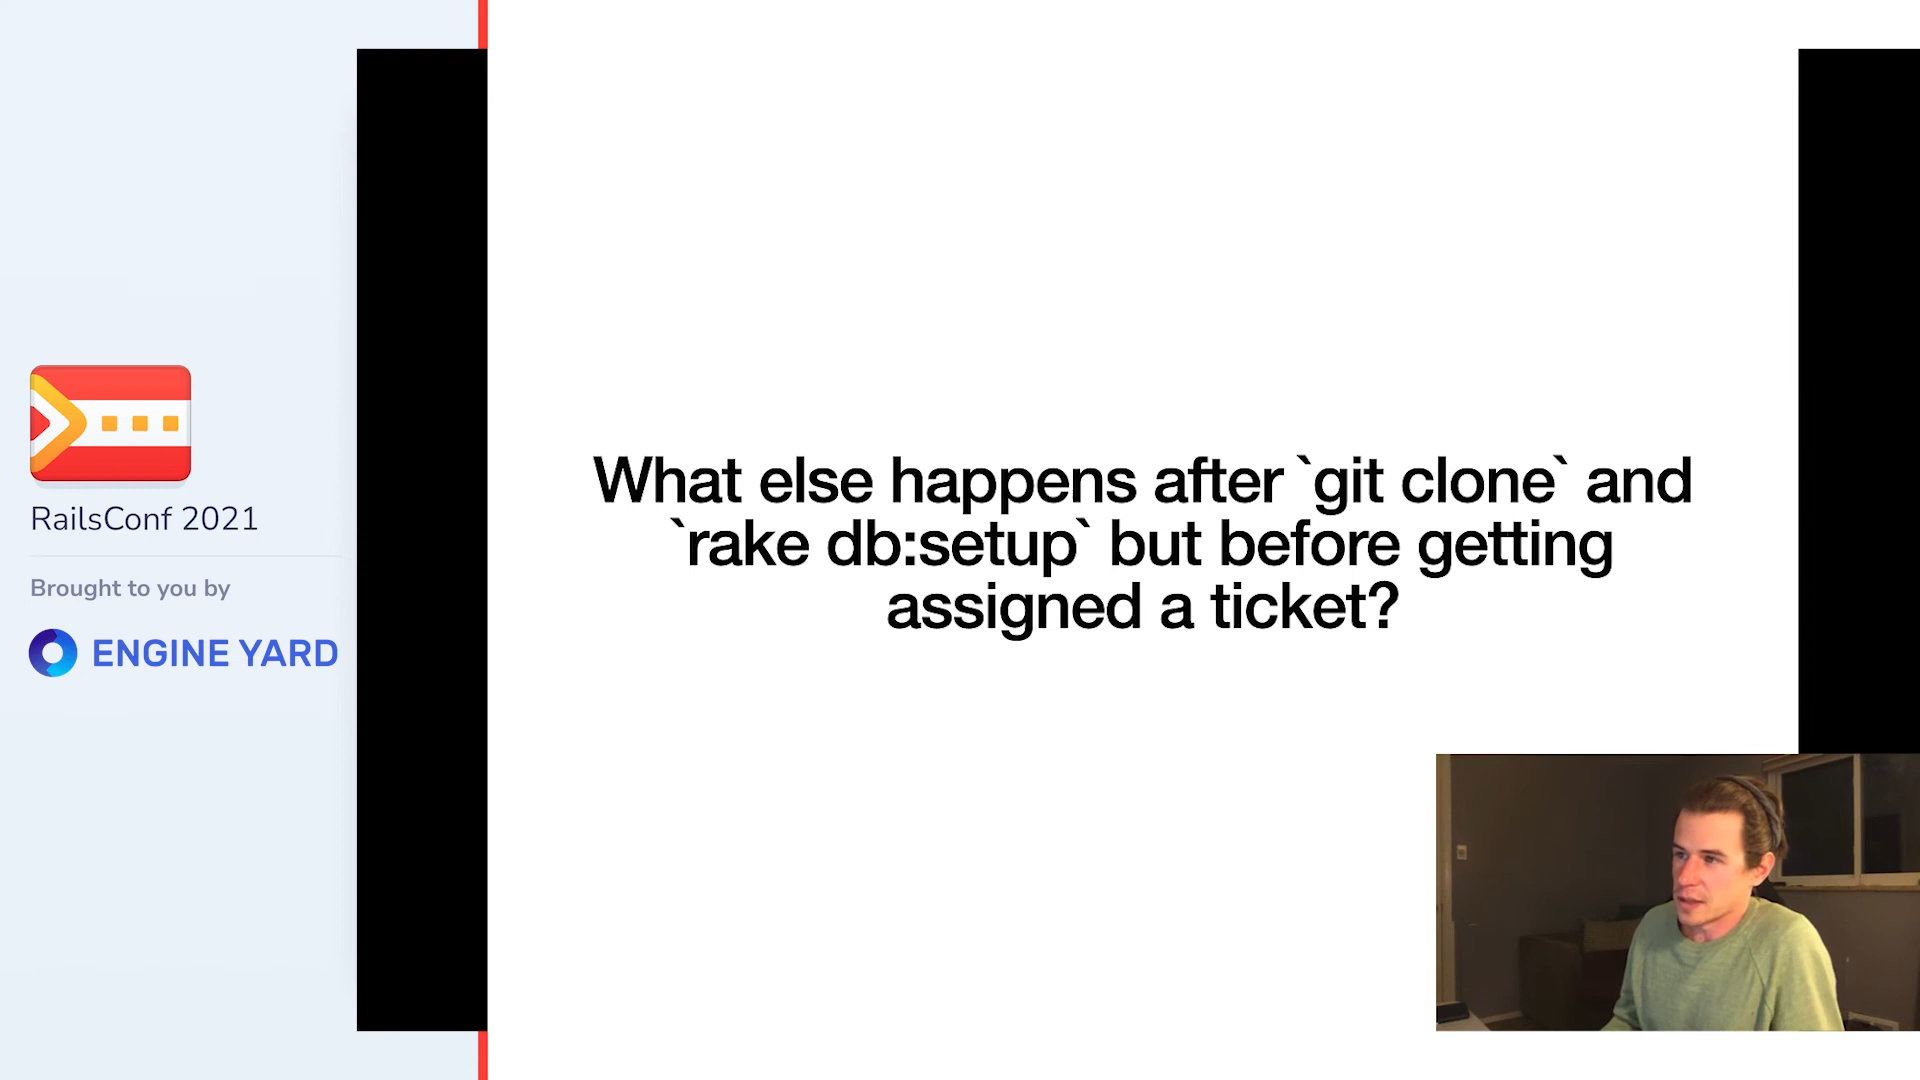 RailsConf 2021
Brought to you by
ENGINE YARD
What else happens after `git clone` and
`rake db:setup` but before getting
assigned a ticket?